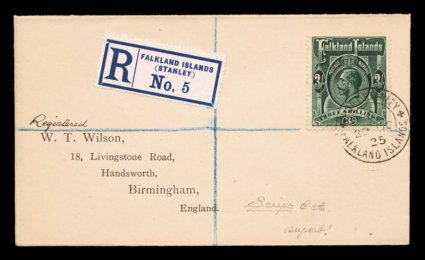 R
FALKLAND ISLANDS
(STANLEY)
No. 5
Falkland Islands
THREE SHILLINGS
3/-
25
FALKLAND ISLANDS
Registered
W. T. Wilson,
18, Livingstone Road,
Handsworth,
Birmingham,
England.
superb!